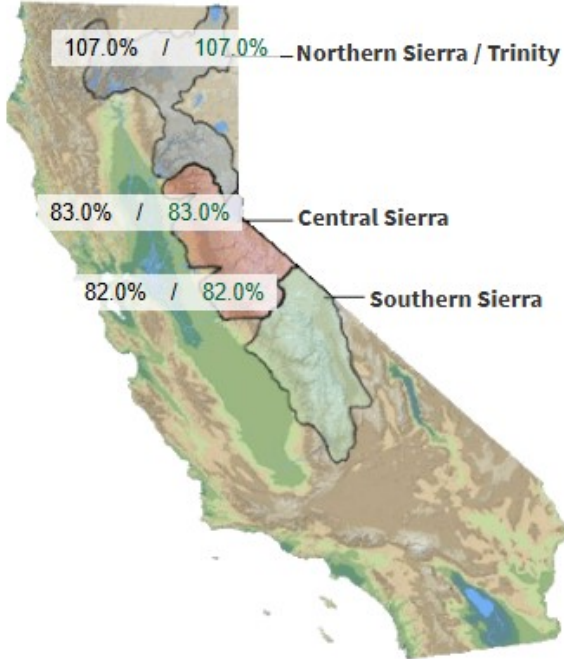 107.0% / 107.0% Northern Sierra / Trinity
83.0% / 83.0% Central Sierra
82.0% / 82.0% Southern Sierra